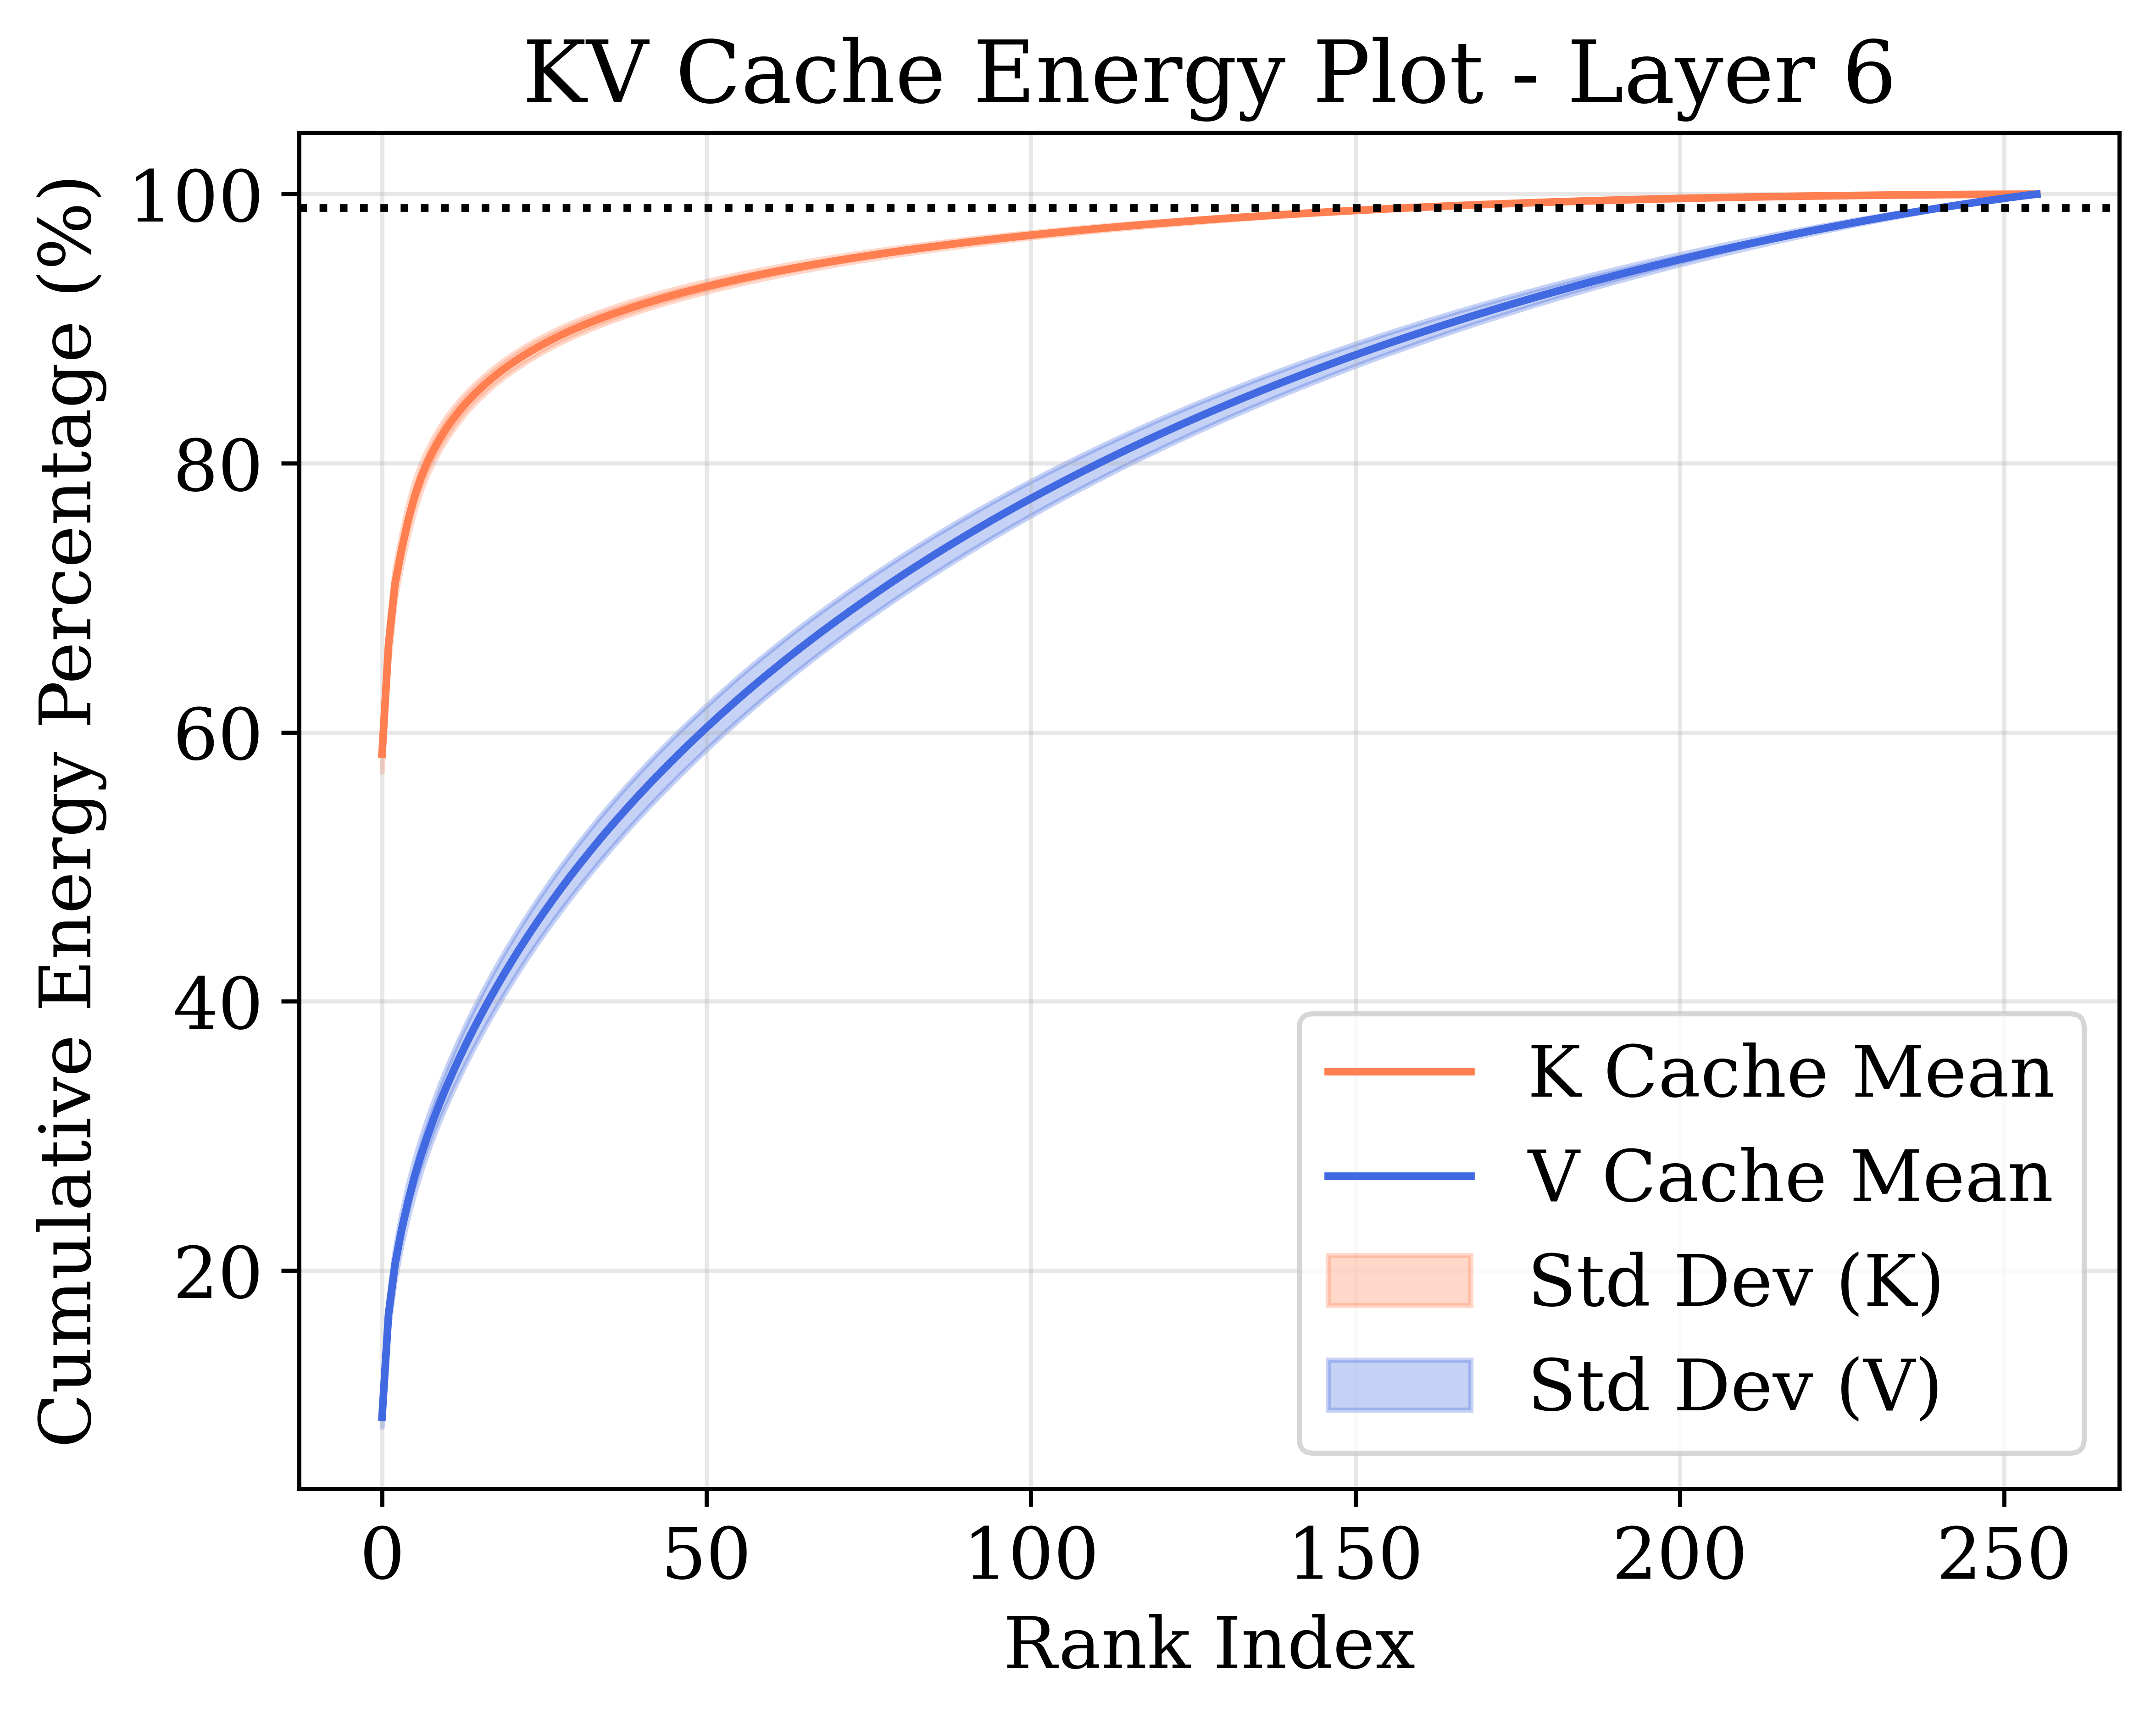 KV Cache Energy Plot - Layer 6
Cumulative Energy Percentage (%)
100
80
60
40
20
K Cache Mean
V Cache Mean
Std Dev (K)
Std Dev (V)
0 50 100 150 200 250
Rank Index